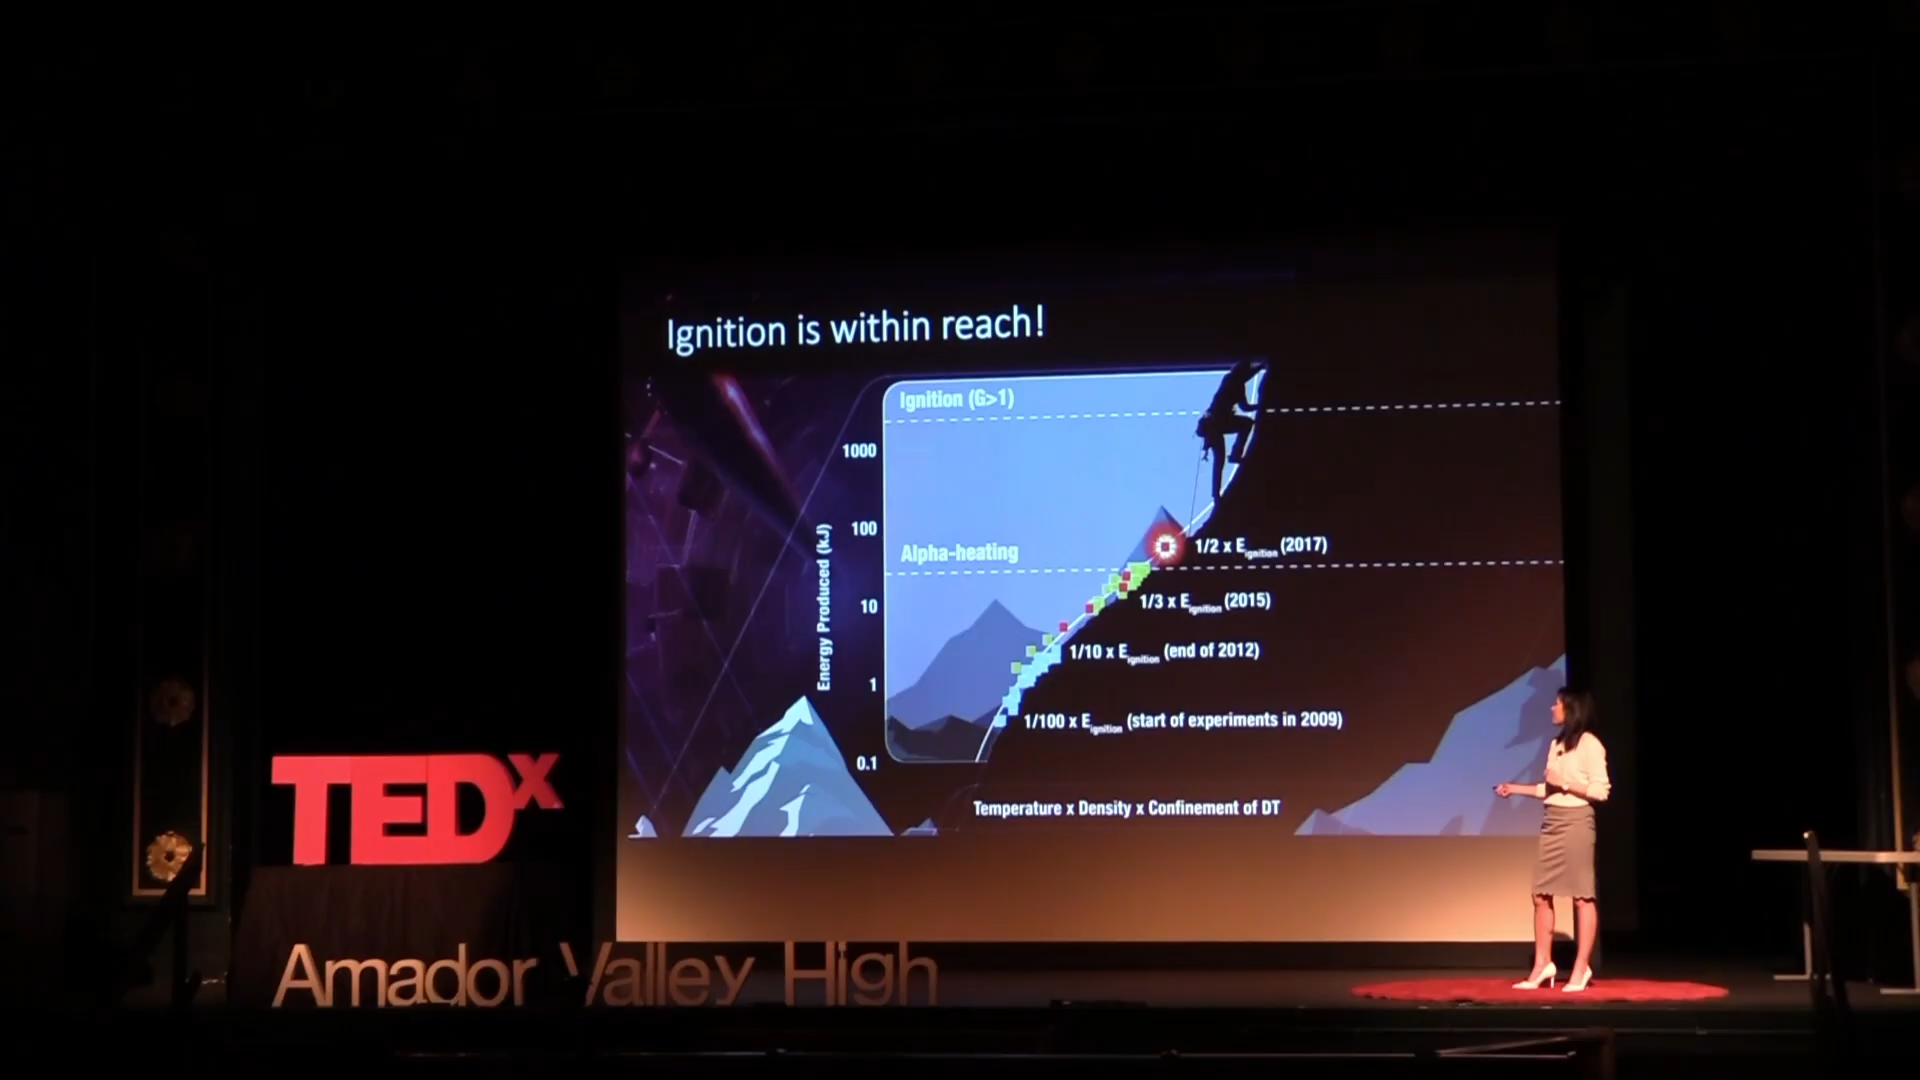 Ignition is within reach!
Ignition (G>1)
1000
100
1/2 x Eignition (2017)
Alpha-heating
10
1/3 x Eignition (2015)
Energy Produced (kJ)
1/10 x Eignition (end of 2012)
1
1/100 x Eignition (start of experiments in 2009)
0.1
Temperature x Density x Confinement of DT
TEDx
Amador Valley High